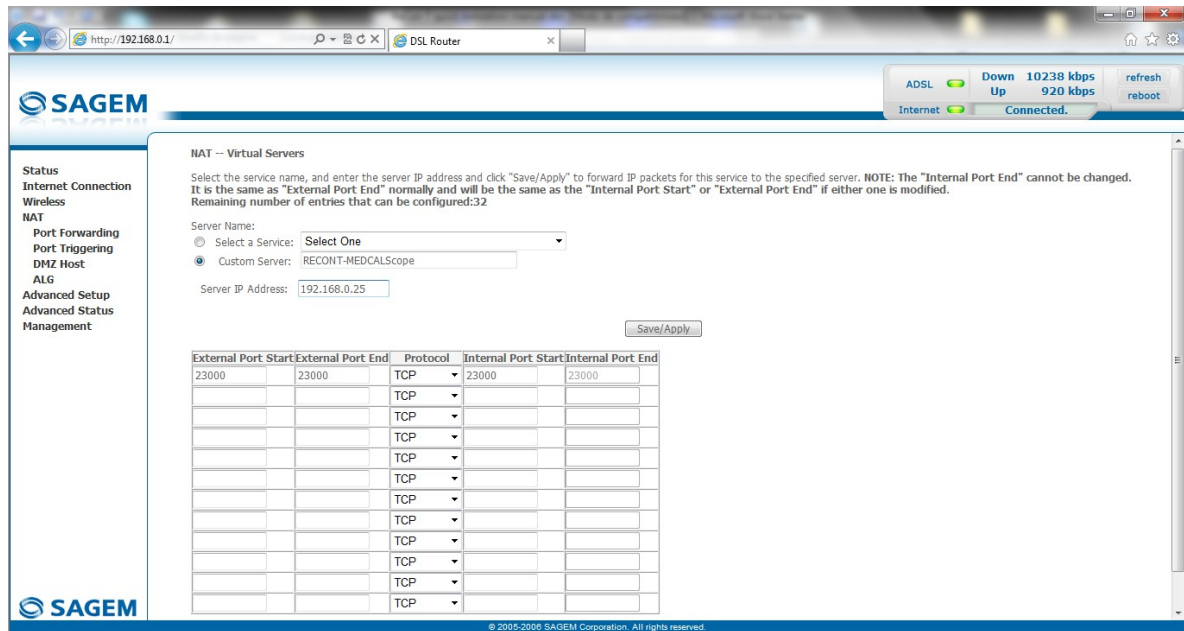 http://192.168.0.1/
DSL Router
SAGEM
ADSL
Down 10238 kbps
Up 920 kbps
refresh
reboot
Internet
Connected.
Status
Internet Connection
Wireless
NAT
Port Forwarding
Port Triggering
DMZ Host
ALG
Advanced Setup
Advanced Status
Management
NAT -- Virtual Servers
Select the service name, and enter the server IP address and click "Save/Apply" to forward IP packets for this service to the specified server. NOTE: The "Internal Port End" cannot be changed.
It is the same as "External Port End" normally and will be the same as the "Internal Port Start" or "External Port End" if either one is modified.
Remaining number of entries that can be configured:32
Server Name:
Select a Service: Select One
Custom Server: RECONT-MEDCALScope
Server IP Address: 192.168.0.25
Save/Apply
External Port Start External Port End Protocol Internal Port Start Internal Port End
23000 23000 TCP 23000 23000
TCP
TCP
TCP
TCP
TCP
TCP
TCP
TCP
TCP
TCP
TCP
SAGEM
© 2005-2006 SAGEM Corporation. All rights reserved.